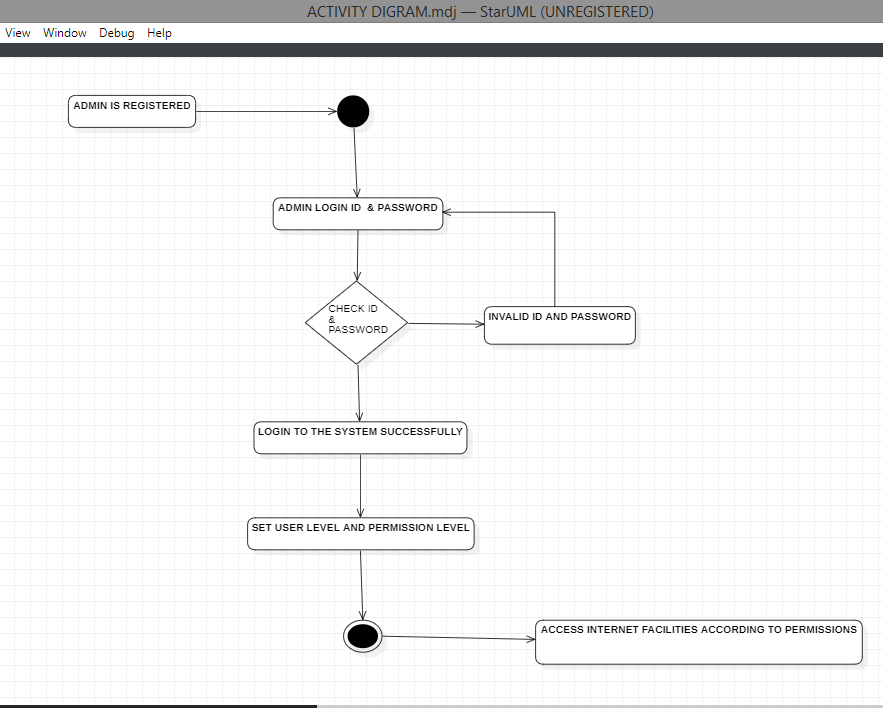 ACTIVITY DIGRAM.mdj — StarUML (UNREGISTERED)
View Window Debug Help
ADMIN IS REGISTERED
ADMIN LOGIN ID & PASSWORD
CHECK ID
&
PASSWORD
INVALID ID AND PASSWORD
LOGIN TO THE SYSTEM SUCCESSFULLY
SET USER LEVEL AND PERMISSION LEVEL
ACCESS INTERNET FACILITIES ACCORDING TO PERMISSIONS